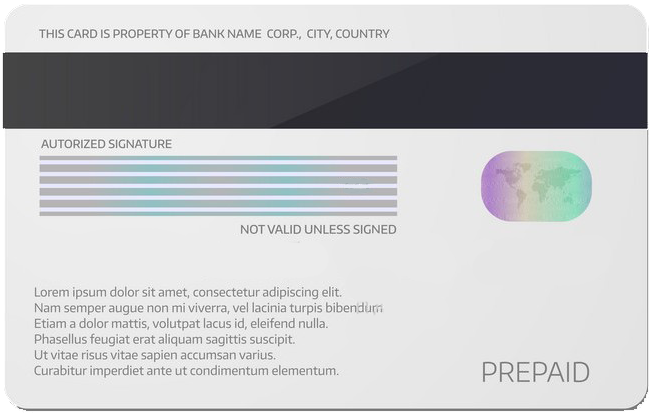 THIS CARD IS PROPERTY OF BANK NAME CORP., CITY, COUNTRY
AUTORIZED SIGNATURE
NOT VALID UNLESS SIGNED
Lorem ipsum dolor sit amet, consectetur adipiscing elit.
Nam semper augue non mi viverra, vel lacinia turpis bibendum
Etiam a dolor mattis, volutpat lacus id, eleifend nulla.
Phasellus feugiat erat aliquam sagittis suscipit.
Ut vitae risus vitae sapien accumsan varius.
Curabitur imperdiet ante ut condimentum elementum.
PREPAID